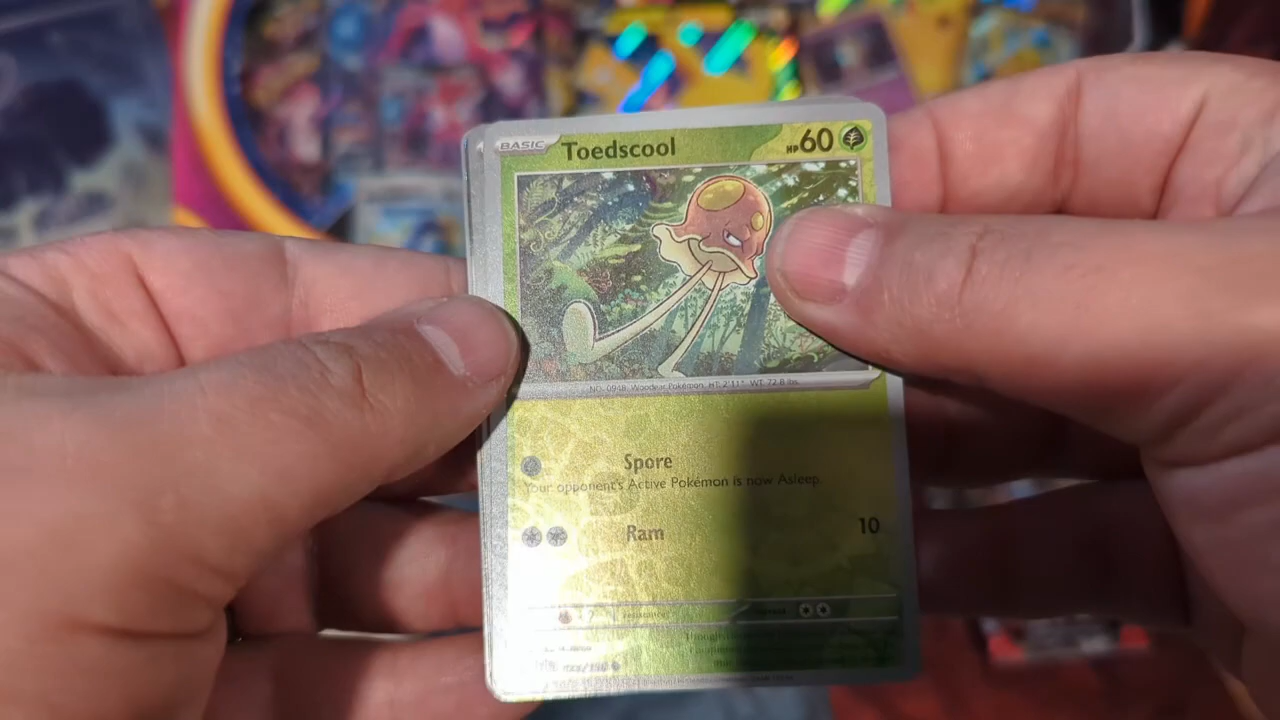 BASIC Toedscool HP 60
NO. 0948 Woodear Pokémon HT: 2'11" WT: 72.8 lbs.
Spore
Your opponent's Active Pokémon is now Asleep.
Ram 10